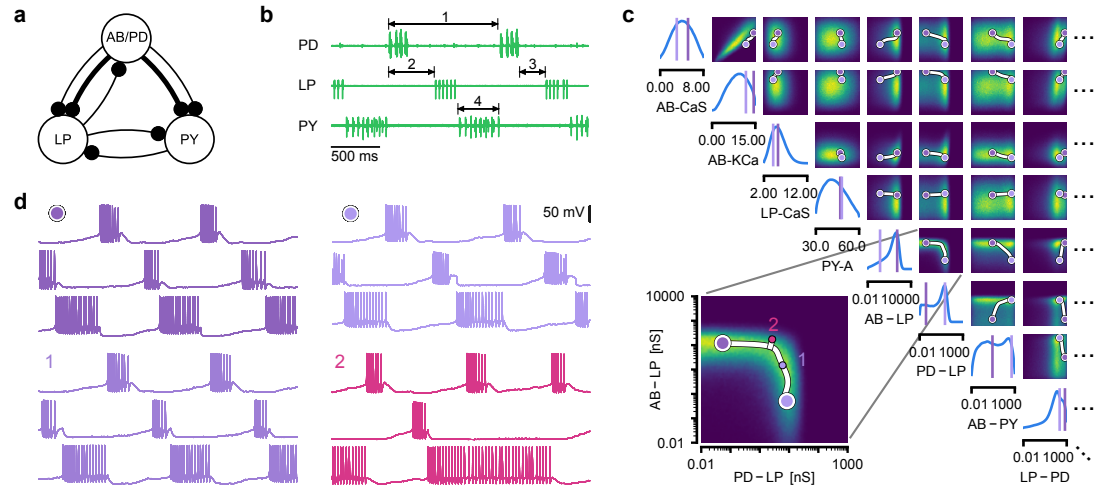 a
AB/PD
LP
PY
b
1
PD
2
3
LP
4
PY
500 ms
c
0.00 8.00
AB-CaS
0.00 15.00
AB-KCa
2.00 12.00
LP-CaS
30.0 60.0
PY-A
0.01 10000
AB – LP
0.01 1000
PD – LP
0.01 1000
AB – PY
0.01 1000
LP – PD
...
...
...
...
...
...
...
...
...
10000
AB – LP [nS]
0.01
2
1
0.01 1000
PD – LP [nS]
d
50 mV
1
2